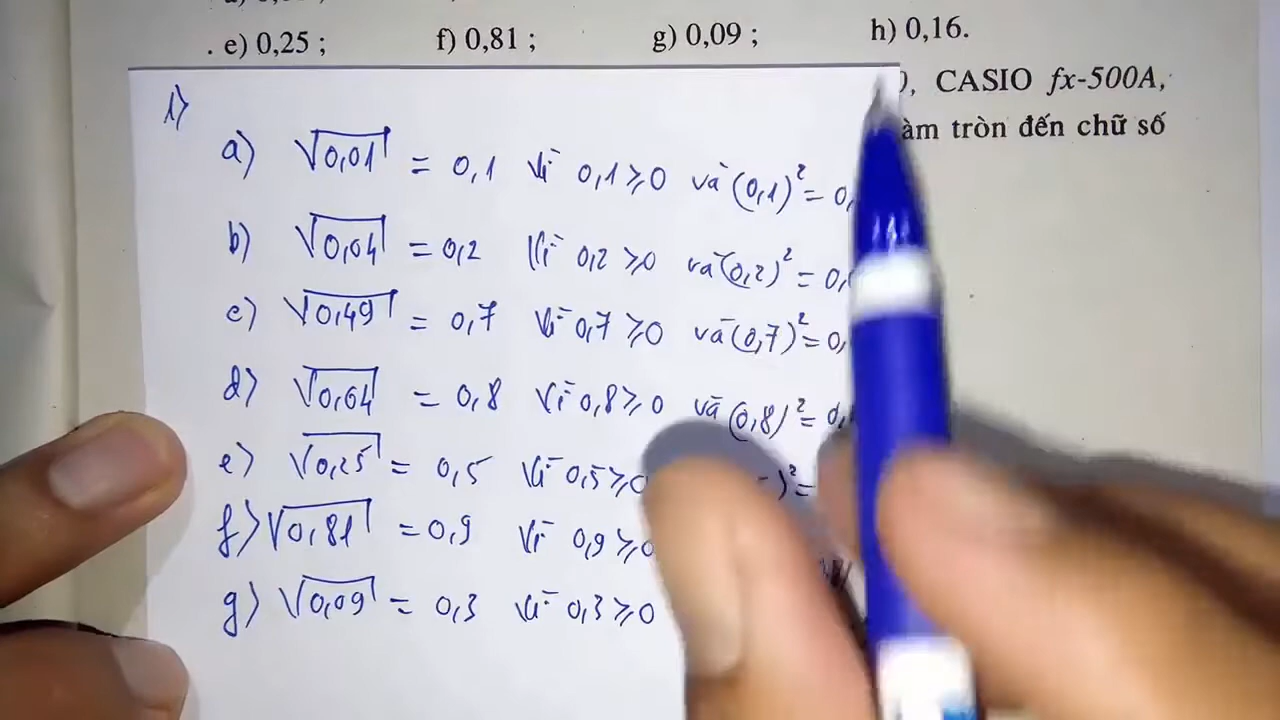 . e) 0,25 ; f) 0,81 ; g) 0,09 ; h) 0,16.
0, CASIO fx-500A,
àm tròn đến chữ số
1)
a) √0,01 = 0,1 Vì 0,1 ⩾ 0 và (0,1)² = 0,
b) √0,04 = 0,2 Vì 0,2 ⩾ 0 và (0,2)² = 0,
c) √0,49 = 0,7 Vì 0,7 ⩾ 0 và (0,7)² = 0,
d) √0,64 = 0,8 Vì 0,8 ⩾ 0 và (0,8)² = 0,
e) √0,25 = 0,5 Vì 0,5 ⩾ 0 )² =
f) √0,81 = 0,9 Vì 0,9 ⩾ 0
g) √0,09 = 0,3 Vì 0,3 ⩾ 0